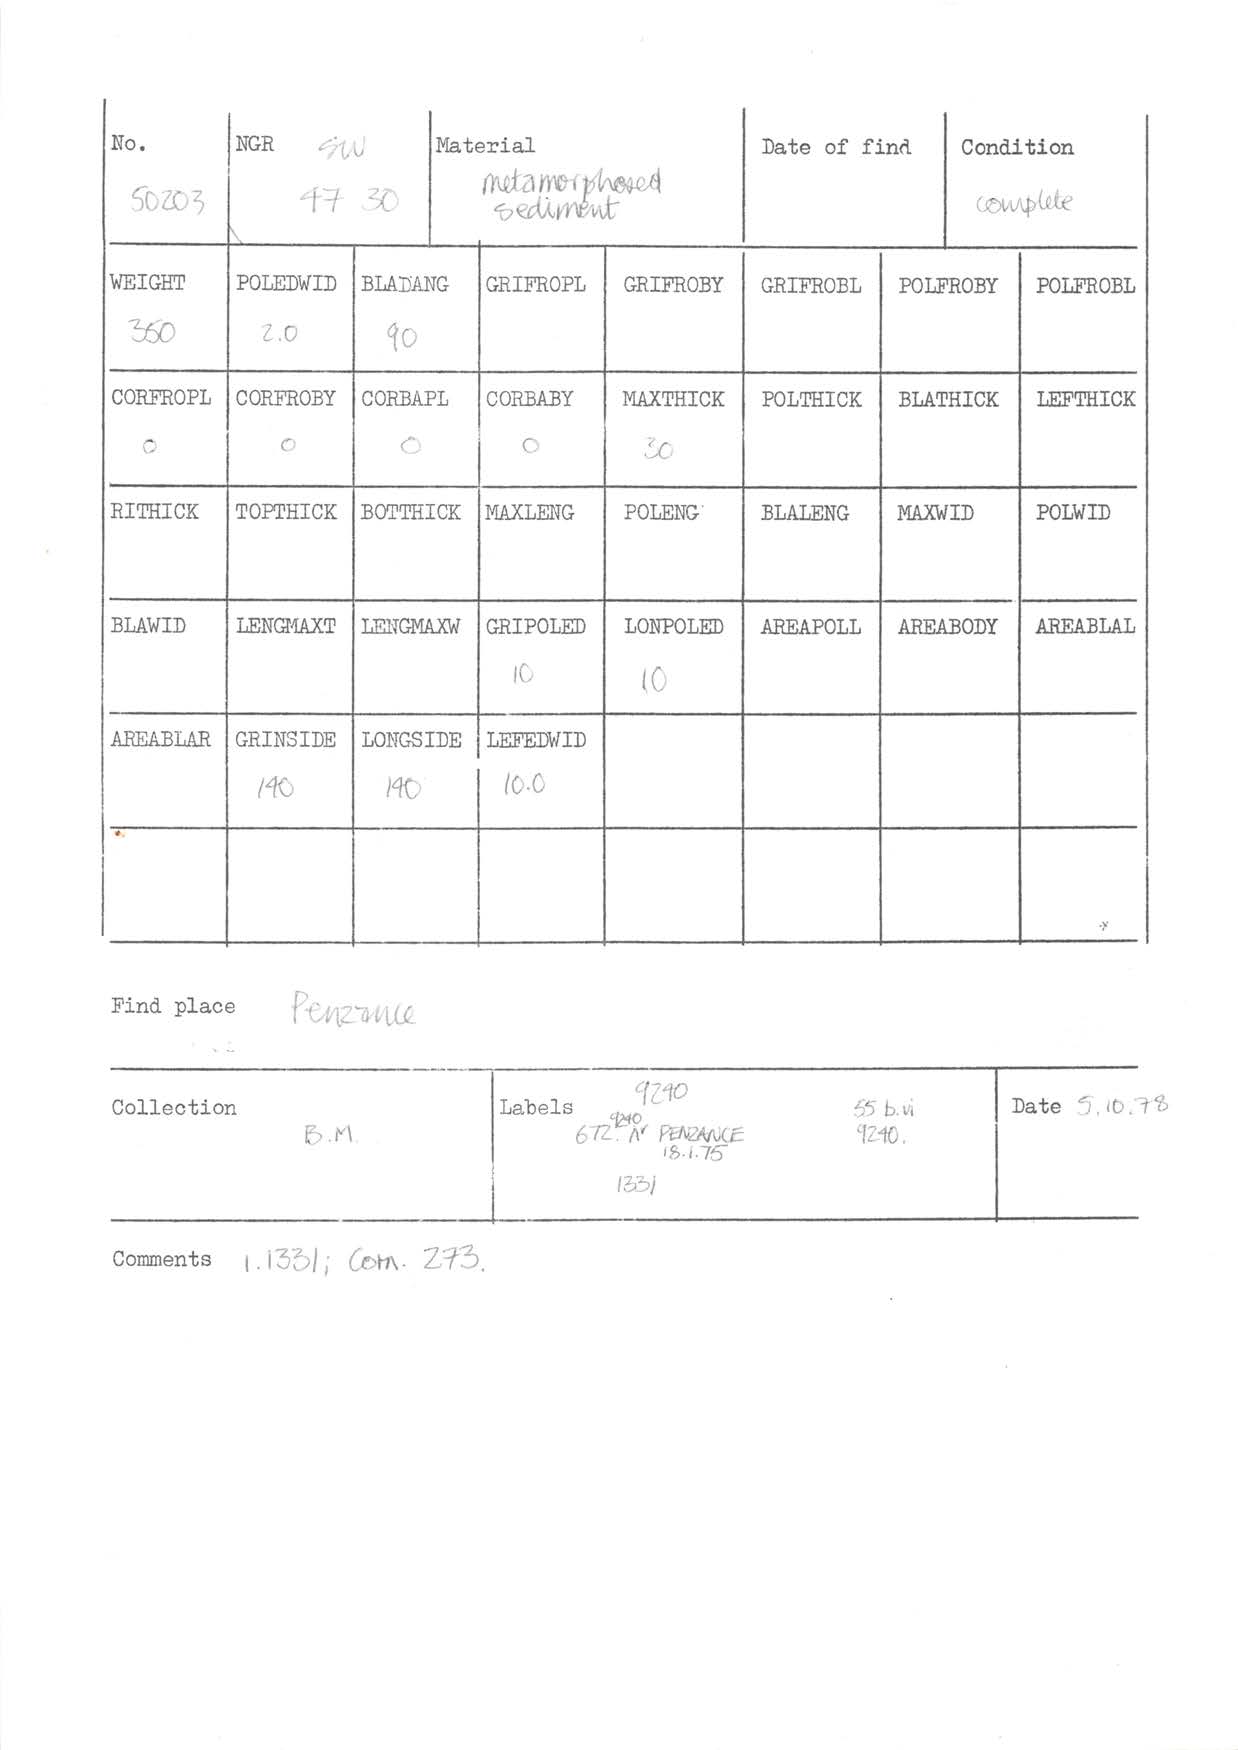 No. NGR SW Material Date of find Condition
50203 47 30 metamorphosed sediment complete
WEIGHT POLEDWID BLADANG GRIFROPL GRIFROBY GRIFROBL POLFROBY POLFROBL
360 2.0 90
CORFROPL CORFROBY CORBAPL CORBABY MAXTHICK POLTHICK BLATHICK LEFTHICK
0 0 0 0 30
RITHICK TOPTHICK BOTTHICK MAXLENG POLENG BLALENG MAXWID POLWID
BLAWID LENGMAXT LENGMAXW GRIPOLED LONPOLED AREAPOLL AREABODY AREABLAL
10 10
AREABLAR GRINSIDE LONGSIDE LEFEDWID
140 140 10.0
Find place Penzance
Collection B.M.
Labels 9240
9240
672. Nr PENZANCE
18.1.75
1331
55 b.vi
9240.
Date 5.10.78
Comments 1.1331; Corn. 273.